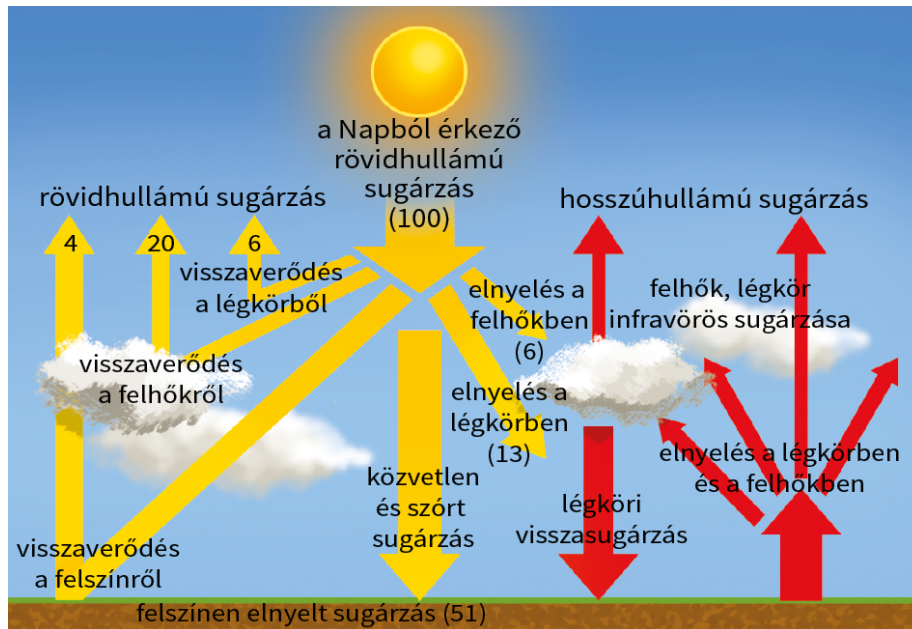 a Napból érkező
rövidhullámú
sugárzás
(100)
rövidhullámú sugárzás
4
20
6
visszaverődés
a légkörből
visszaverődés
a felhőkről
visszaverődés
a felszínről
közvetlen
és szórt
sugárzás
felszínen elnyelt sugárzás (51)
elnyelés a
felhőkben
(6)
elnyelés a
légkörben
(13)
hosszúhullámú sugárzás
felhők, légkör
infravörös sugárzása
légköri
visszasugárzás
elnyelés a légkörben
és a felhőkben